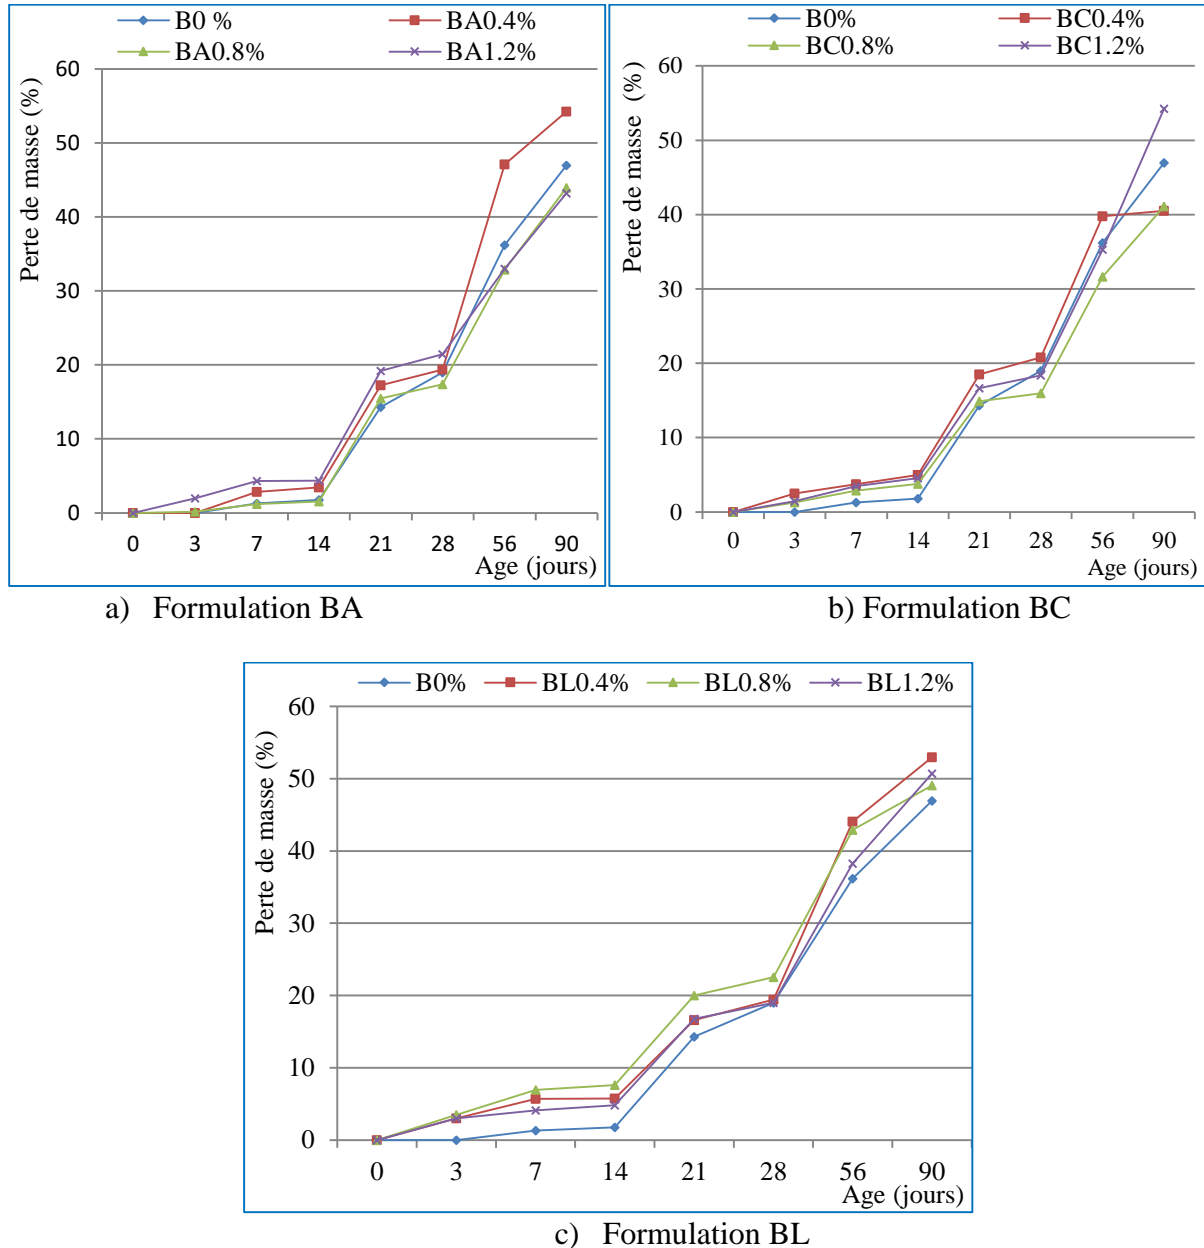 B0 % BA0.4%
BA0.8% BA1.2%
Perte de masse (%)
60
50
40
30
20
10
0
0 3 7 14 21 28 56 90
Age (jours)
a) Formulation BA
B0% BC0.4%
BC0.8% BC1.2%
Perte de masse (%)
60
50
40
30
20
10
0
0 3 7 14 21 28 56 90
Age (jours)
b) Formulation BC
B0% BL0.4% BL0.8% BL1.2%
Perte de masse (%)
60
50
40
30
20
10
0
0 3 7 14 21 28 56 90
Age (jours)
c) Formulation BL